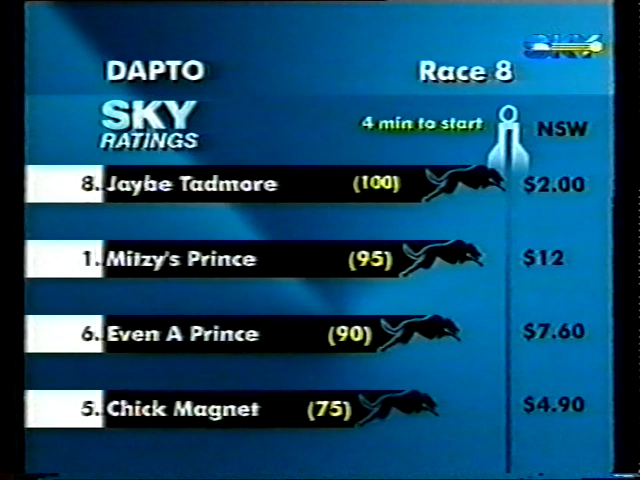 SKY
DAPTO Race 8
SKY RATINGS 4 min to start NSW
8. Jaybe Tadmore (100) $2.00
1. Mitzy's Prince (95) $12
6. Even A Prince (90) $7.60
5. Chick Magnet (75) $4.90